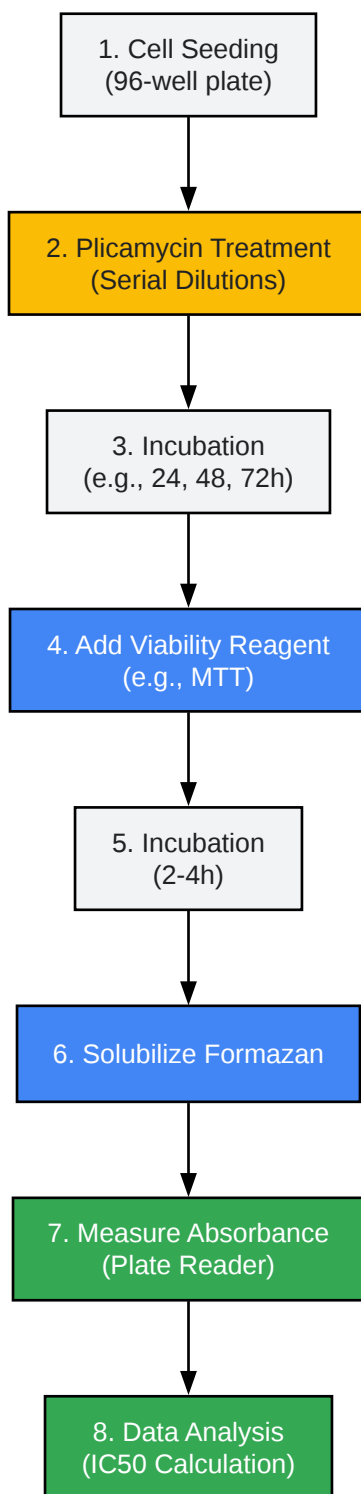 1. Cell Seeding
(96-well plate)
2. Plicamycin Treatment
(Serial Dilutions)
3. Incubation
(e.g., 24, 48, 72h)
4. Add Viability Reagent
(e.g., MTT)
5. Incubation
(2-4h)
6. Solubilize Formazan
7. Measure Absorbance
(Plate Reader)
8. Data Analysis
(IC50 Calculation)